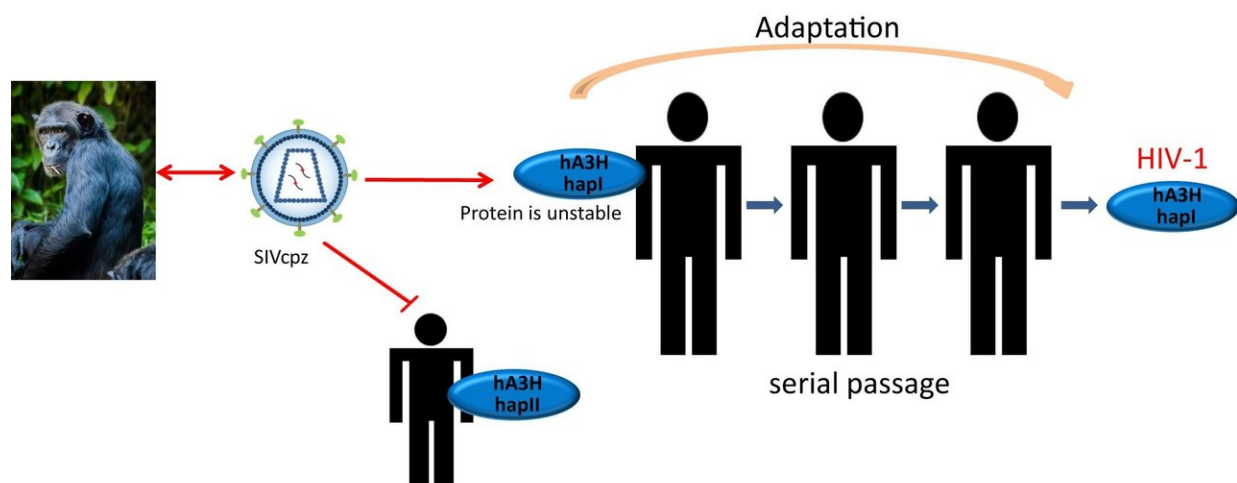 Adaptation
hA3H
hapI
Protein is unstable
SIVcpz
HIV-1
hA3H
hapI
hA3H
hapII
serial passage